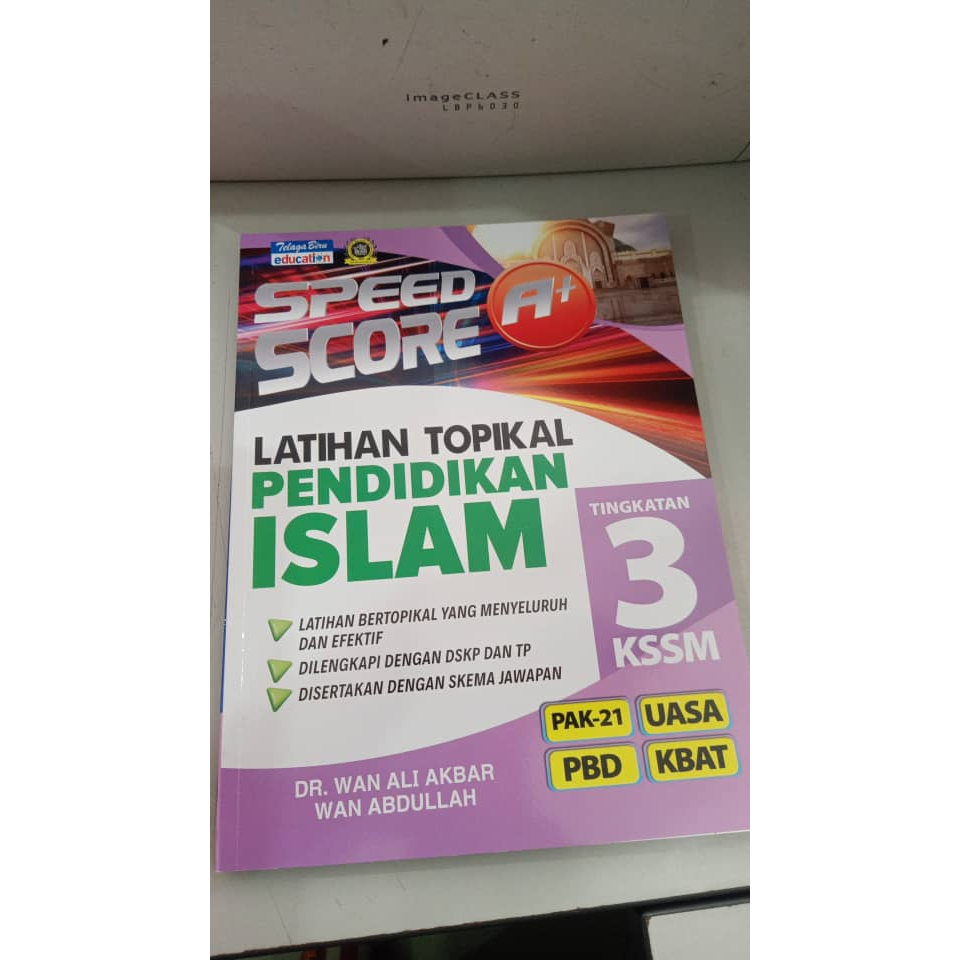 imageCLASS
LBP6030
Telaga Biru
education
SPEED
SCORE
A+
LATIHAN TOPIKAL
PENDIDIKAN
ISLAM
TINGKATAN
3
KSSM
LATIHAN BERTOPIKAL YANG MENYELURUH
DAN EFEKTIF
DILENGKAPI DENGAN DSKP DAN TP
DISERTAKAN DENGAN SKEMA JAWAPAN
PAK-21
UASA
PBD
KBAT
DR. WAN ALI AKBAR
WAN ABDULLAH